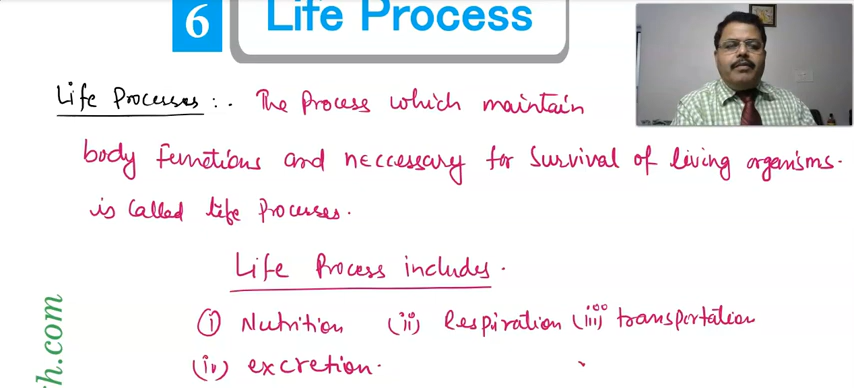 6 Life Process
Life Processes :. The Process which maintain
body functions and neccessary for survival of living organisms.
is called life Processes.
Life Process includes.
(i) Nutrition (ii) Respiration (iii) transportation
(iv) excretion.
h.com